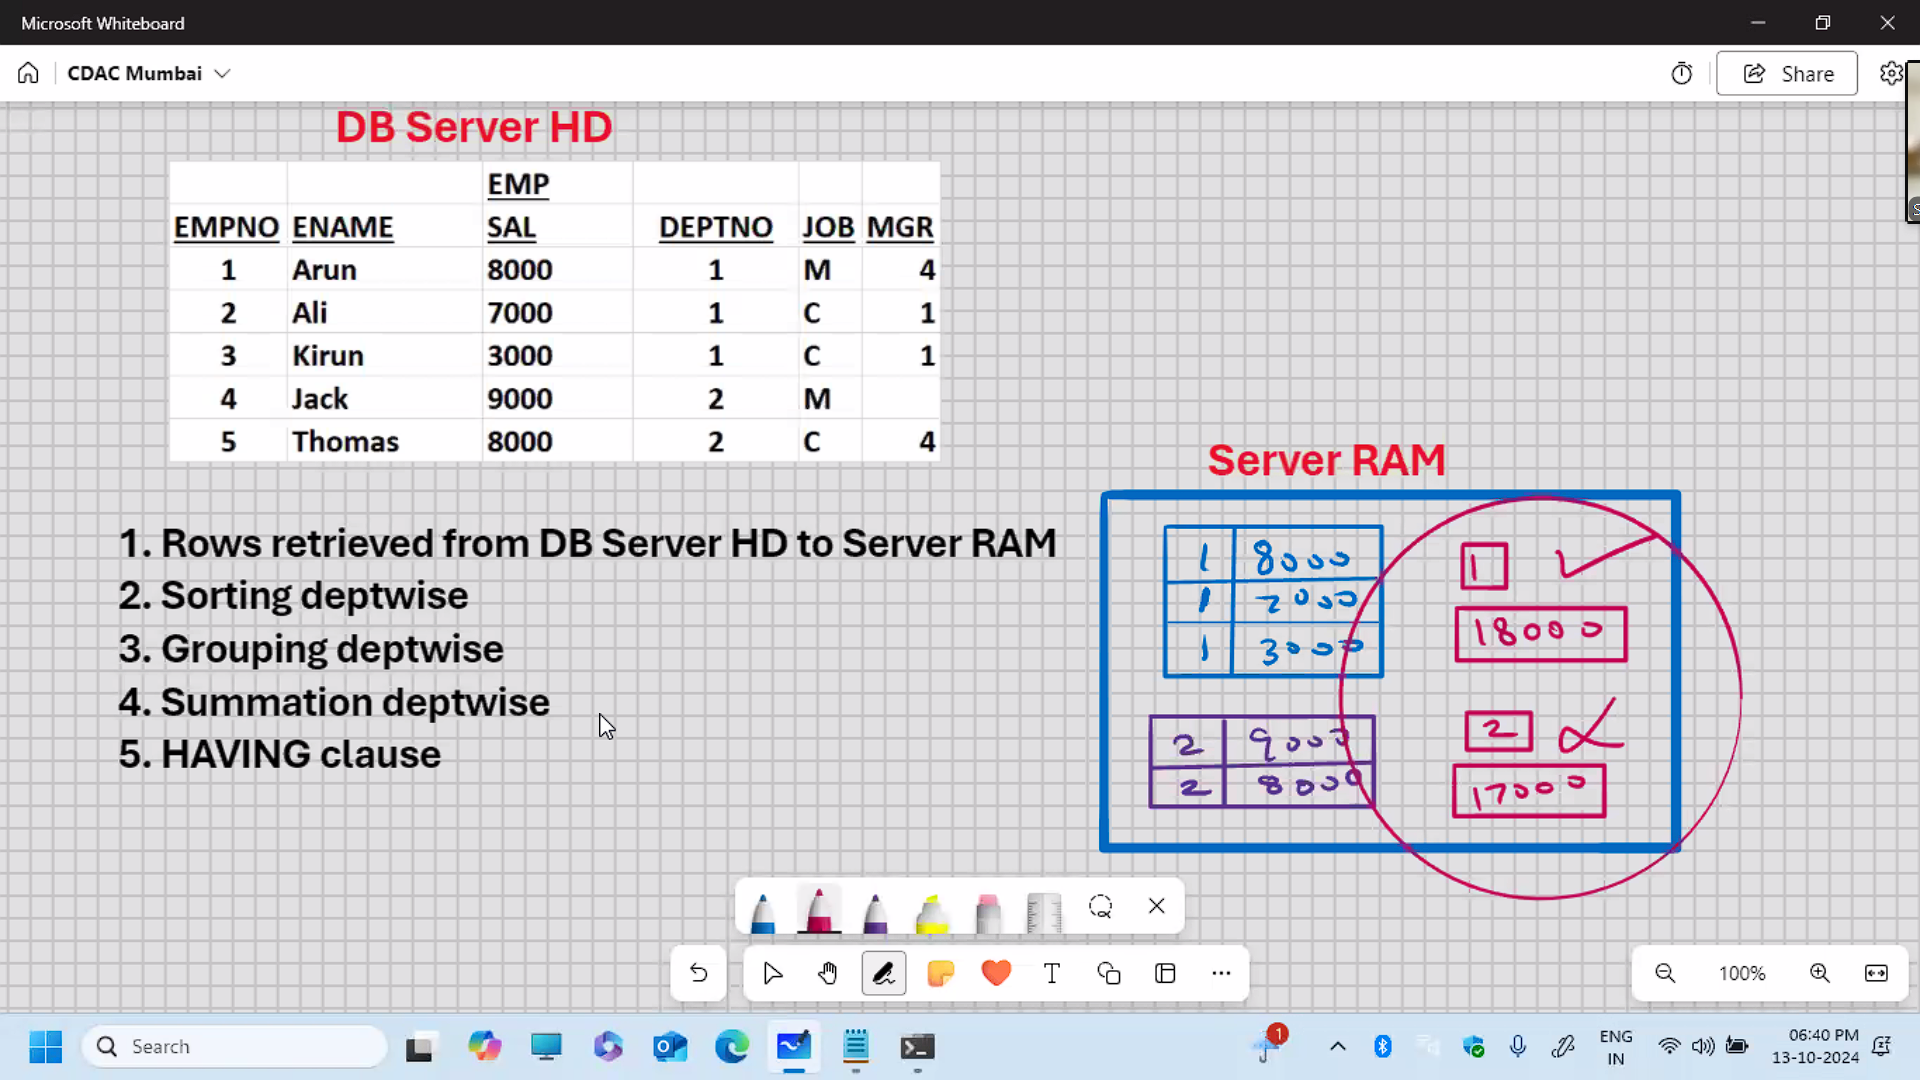 Microsoft Whiteboard
CDAC Mumbai
Share
DB Server HD
EMP
EMPNO ENAME SAL DEPTNO JOB MGR
1 Arun 8000 1 M 4
2 Ali 7000 1 C 1
3 Kirun 3000 1 C 1
4 Jack 9000 2 M
5 Thomas 8000 2 C 4
1. Rows retrieved from DB Server HD to Server RAM
2. Sorting deptwise
3. Grouping deptwise
4. Summation deptwise
5. HAVING clause
Server RAM
1 8000
1 7000
1 3000
2 9000
2 8000
1
18000
2
17000
100%
Search
1
ENG
IN
06:40 PM
13-10-2024